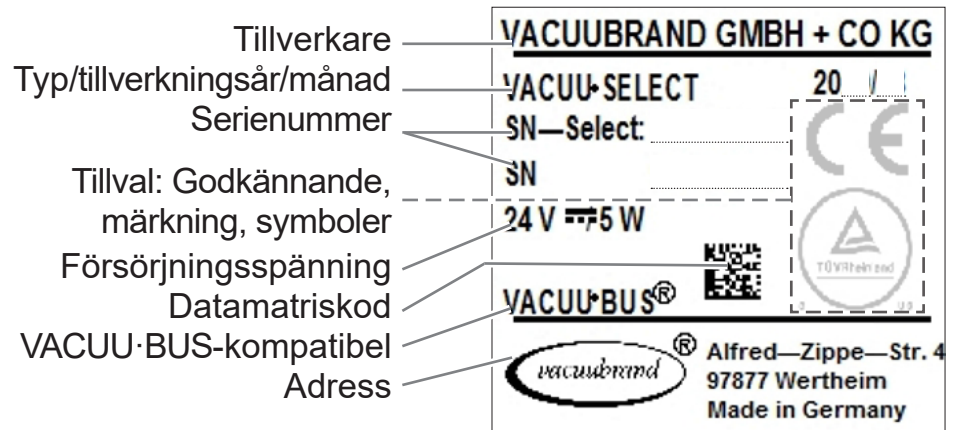 Tillverkare
Typ/tillverkningsår/månad
Serienummer
Tillval: Godkännande,
märkning, symboler
Försörjningsspänning
Datamatriskod
VACUU·BUS-kompatibel
Adress
VACUUBRAND GMBH + CO KG
VACUU·SELECT 20 /
SN—Select:
SN
24 V 5 W
CE
TÜVRheinland
VACUU·BUS®
vacuubrand ®
Alfred—Zippe—Str. 4
97877 Wertheim
Made in Germany